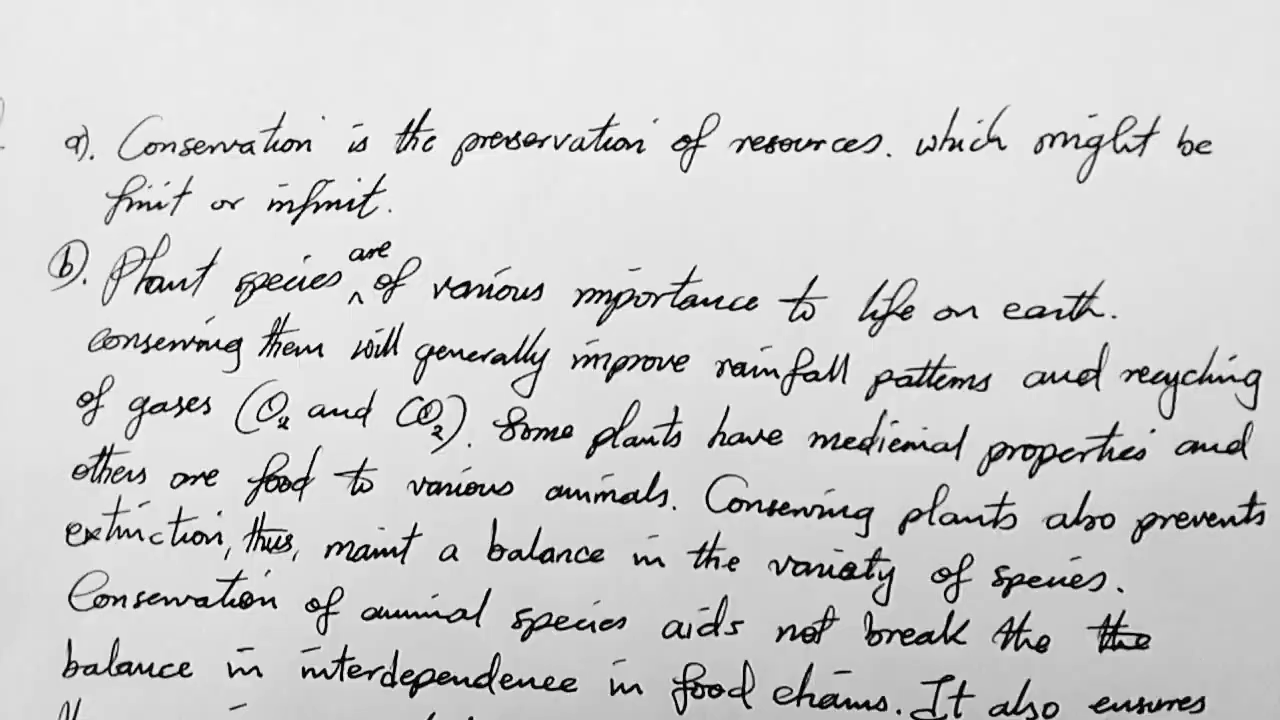 a). Conservation is the preservation of resources. which might be
finit or infinit.
b). Plant species are of various importance to life on earth.
conserving them will generally improve rainfall patterns and recycling
of gases (O2 and CO2). Some plants have medicinal properties and
others are food to various animals. Conserving plants also prevents
extinction, thus, maint a balance in the variety of species.
Conservation of animal species aids not break the the
balance in interdependence in food chains. It also ensures